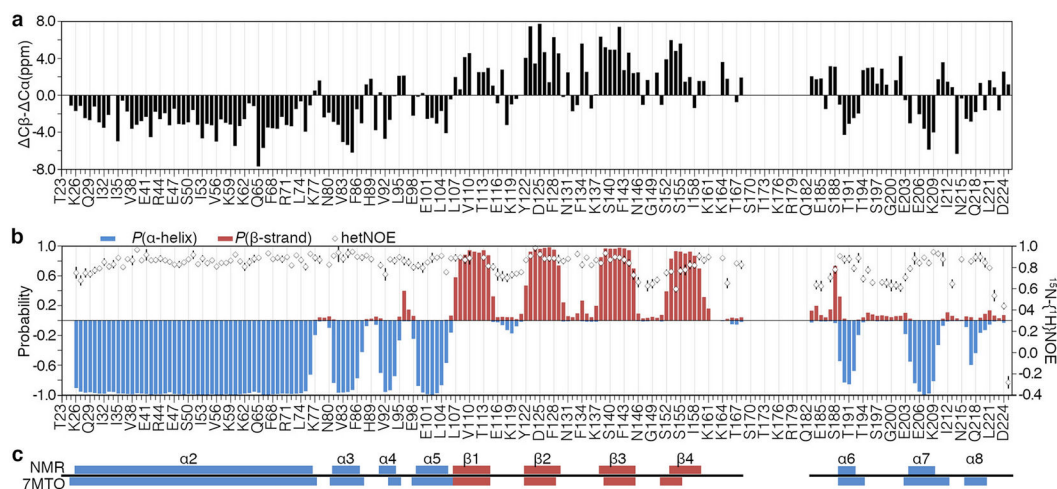 a
8.0
4.0
0.0
-4.0
-8.0
ΔCβ-ΔCα(ppm)
T23 K26 Q29 I32 I35 V38 E41 R44 E47 S50 I53 V56 K59 K62 Q65 F68 R71 L74 K77 N80 V83 F86 H89 V92 L95 E98 E101 L104 L107 V110 T113 E116 K119 Y122 D125 F128 N131 F134 K137 S140 F143 N146 G149 S152 S155 I158 K161 K164 T167 S170 T173 K176 R179 Q182 E185 S188 T191 T194 S197 G200 E203 E206 K209 I212 N215 Q218 L221 D224
b
P(α-helix) P(β-strand) hetNOE
1.0
0.6
0.2
-0.2
-0.6
-1.0
Probability
1.0
0.8
0.6
04
0.2
0.0
-0.2
-0.4
¹⁵N-{¹H}NOE
T23 K26 Q29 I32 I35 V38 E41 R44 E47 S50 I53 V56 K59 K62 Q65 F68 R71 L74 K77 N80 V83 F86 H89 V92 L95 E98 E101 L104 L107 V110 T113 E116 K119 Y122 D125 F128 N131 F134 K137 S140 F143 N146 G149 S152 S155 I158 K161 K164 T167 S170 T173 K176 R179 Q182 E185 S188 T191 T194 S197 G200 E203 E206 K209 I212 N215 Q218 L221 D224
c
α2 α3 α4 α5 β1 β2 β3 β4 α6 α7 α8
NMR
7MTO